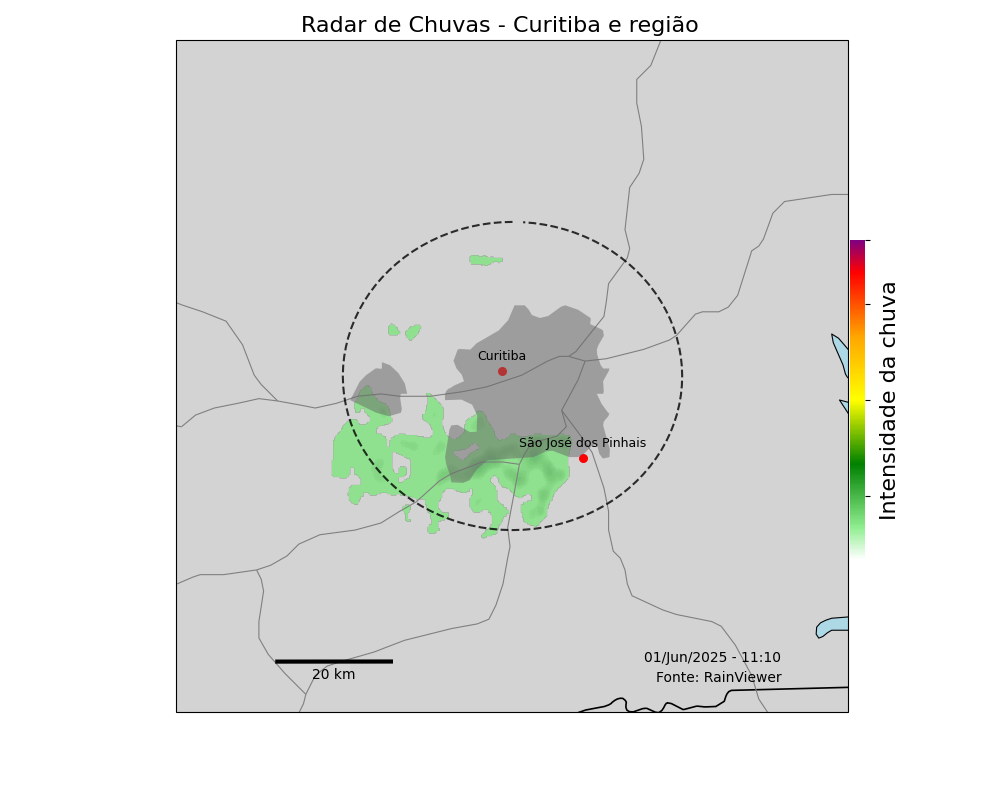 Radar de Chuvas - Curitiba e região
Curitiba
São José dos Pinhais
Intensidade da chuva
20 km
01/Jun/2025 - 11:10
Fonte: RainViewer